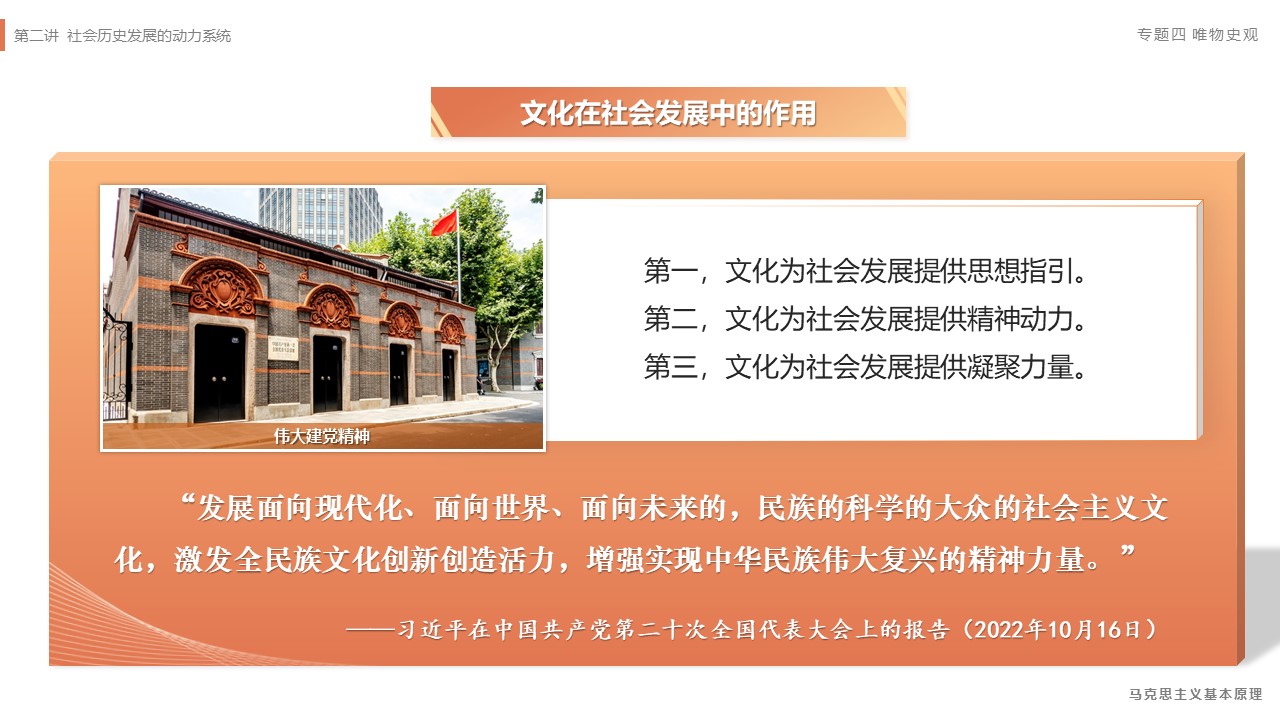 第二讲 社会历史发展的动力系统
专题四 唯物史观
文化在社会发展中的作用
第一，文化为社会发展提供思想指引。
第二，文化为社会发展提供精神动力。
第三，文化为社会发展提供凝聚力量。
伟大建党精神
“发展面向现代化、面向世界、面向未来的，民族的科学的大众的社会主义文
化，激发全民族文化创新创造活力，增强实现中华民族伟大复兴的精神力量。”
——习近平在中国共产党第二十次全国代表大会上的报告（2022年10月16日）
马克思主义基本原理